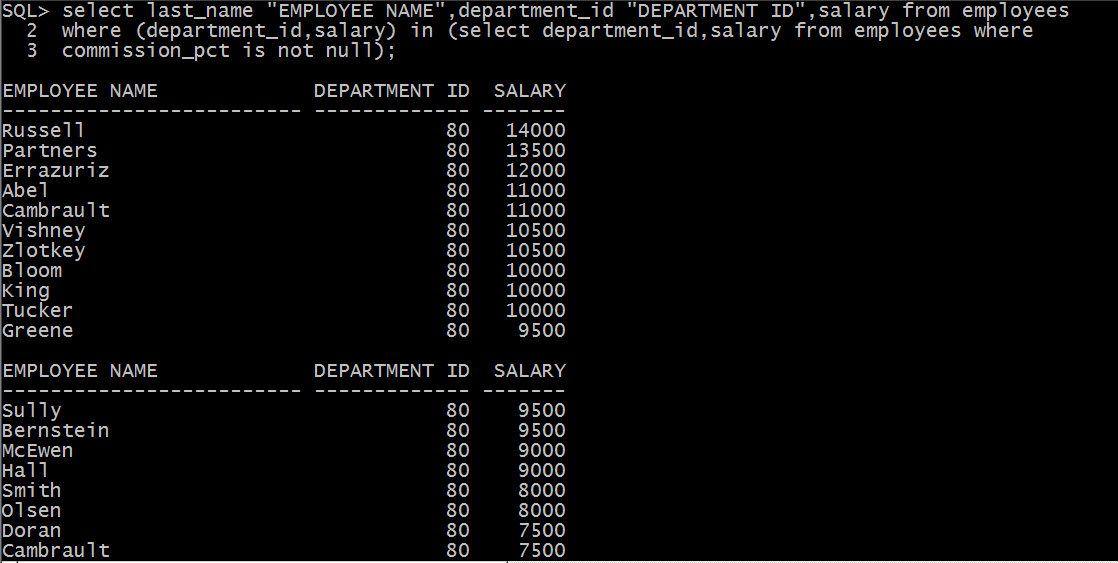 SQL> select last_name "EMPLOYEE NAME",department_id "DEPARTMENT ID",salary from employees
2 where (department_id,salary) in (select department_id,salary from employees where
3 commission_pct is not null);
EMPLOYEE NAME DEPARTMENT ID SALARY
------------------------- ------------- -------
Russell 80 14000
Partners 80 13500
Errazuriz 80 12000
Abel 80 11000
Cambrault 80 11000
Vishney 80 10500
Zlotkey 80 10500
Bloom 80 10000
King 80 10000
Tucker 80 10000
Greene 80 9500
EMPLOYEE NAME DEPARTMENT ID SALARY
------------------------- ------------- -------
Sully 80 9500
Bernstein 80 9500
McEwen 80 9000
Hall 80 9000
Smith 80 8000
Olsen 80 8000
Doran 80 7500
Cambrault 80 7500